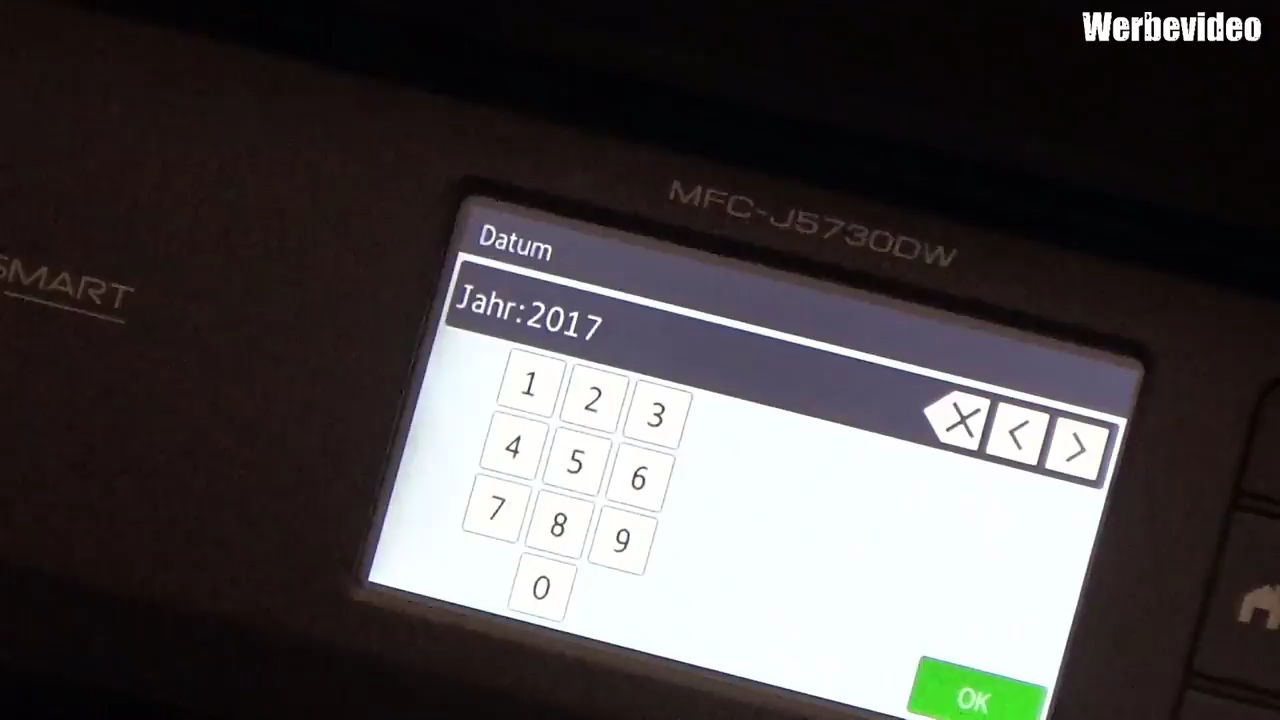 Werbevideo
MFC-J5730DW
SMART
Datum
Jahr:2017
1 2 3
4 5 6
7 8 9
0
OK